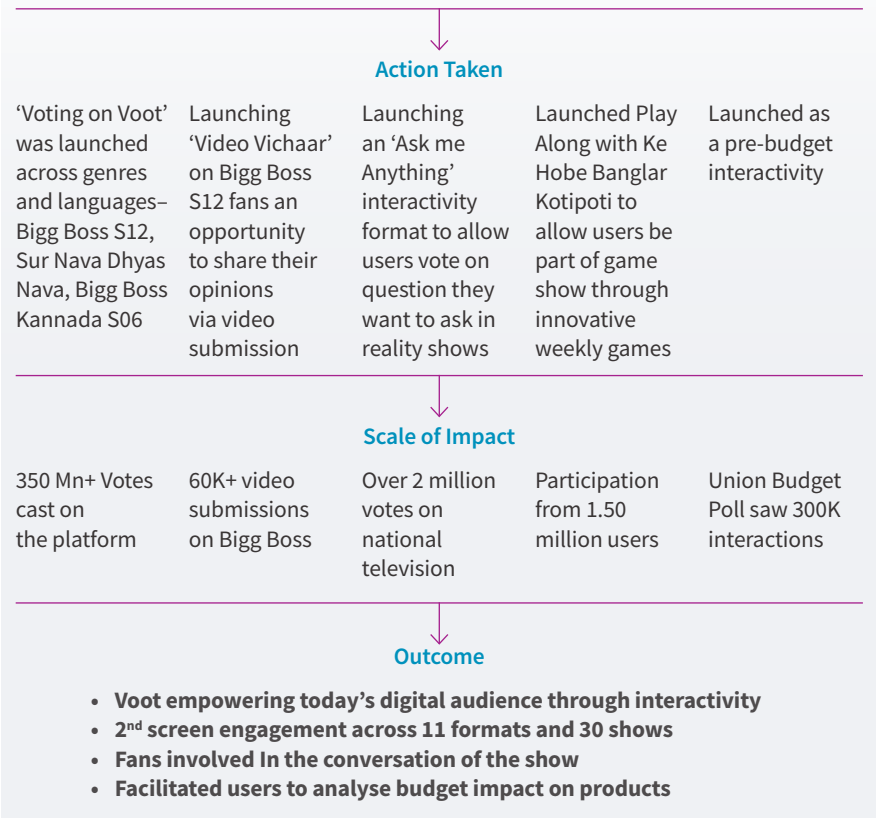 Action Taken
‘Voting on Voot’
was launched
across genres
and languages–
Bigg Boss S12,
Sur Nava Dhyas
Nava, Bigg Boss
Kannada S06
Launching
‘Video Vichaar’
on Bigg Boss
S12 fans an
opportunity
to share their
opinions
via video
submission
Launching
an ‘Ask me
Anything’
interactivity
format to allow
users vote on
question they
want to ask in
reality shows
Launched Play
Along with Ke
Hobe Banglar
Kotipoti to
allow users be
part of game
show through
innovative
weekly games
Launched as
a pre-budget
interactivity
Scale of Impact
350 Mn+ Votes
cast on
the platform
60K+ video
submissions
on Bigg Boss
Over 2 million
votes on
national
television
Participation
from 1.50
million users
Union Budget
Poll saw 300K
interactions
Outcome
• Voot empowering today’s digital audience through interactivity
• 2nd screen engagement across 11 formats and 30 shows
• Fans involved In the conversation of the show
• Facilitated users to analyse budget impact on products